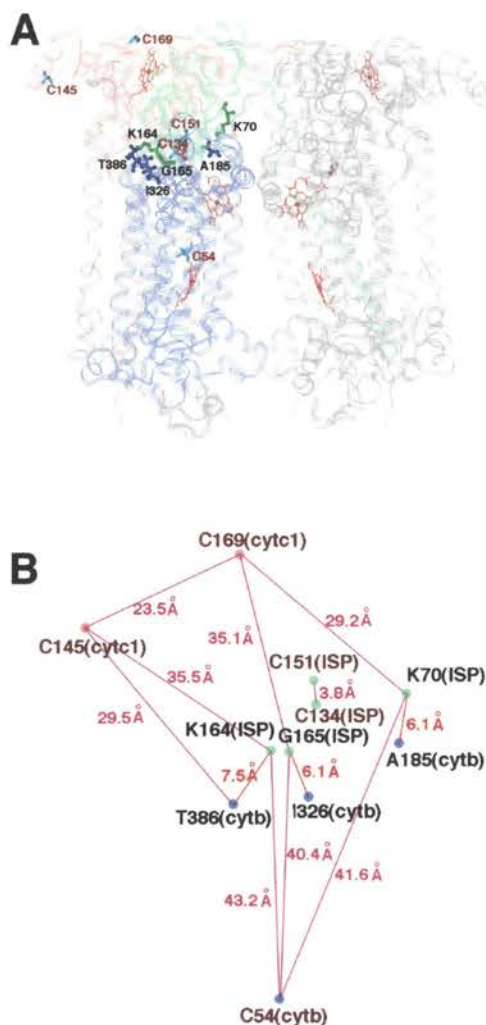 A
C169
C145
C151
K70
K164
C134
T386
G165
A185
I326
C54
B
C169(cytc1)
23.5Å
29.2Å
35.1Å
C145(cytc1)
C151(ISP)
K70(ISP)
35.5Å
3.8Å
29.5Å
C134(ISP)
6.1Å
K164(ISP)
G165(ISP)
A185(cytb)
7.5Å
6.1Å
T386(cytb)
I326(cytb)
40.4Å
41.6Å
43.2Å
C54(cytb)